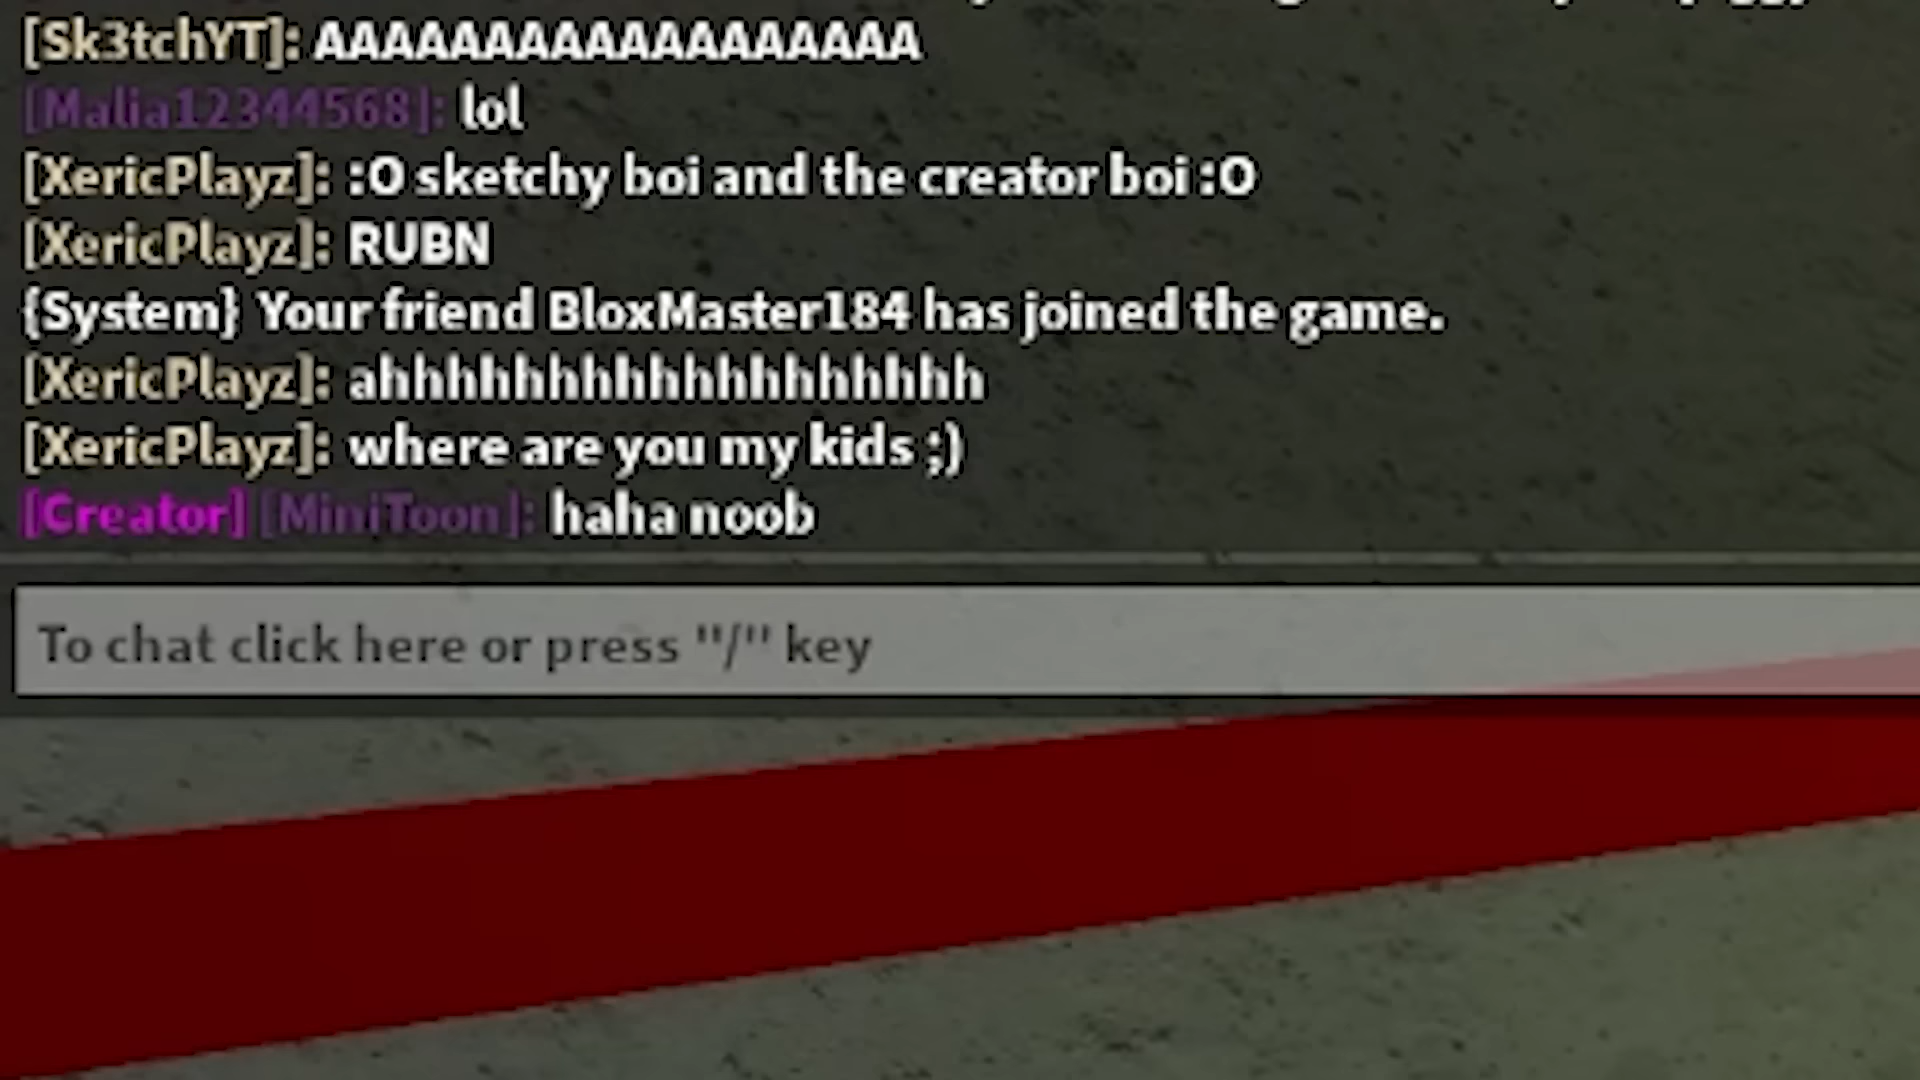 [Sk3tchYT]: AAAAAAAAAAAAAAAAAA
[Malia12344568]: lol
[XericPlayz]: :O sketchy boi and the creator boi :O
[XericPlayz]: RUBN
{System} Your friend BloxMaster184 has joined the game.
[XericPlayz]: ahhhhhhhhhhhhhhhhhhh
[XericPlayz]: where are you my kids ;)
[Creator] [MiniToon]: haha noob
To chat click here or press "/" key